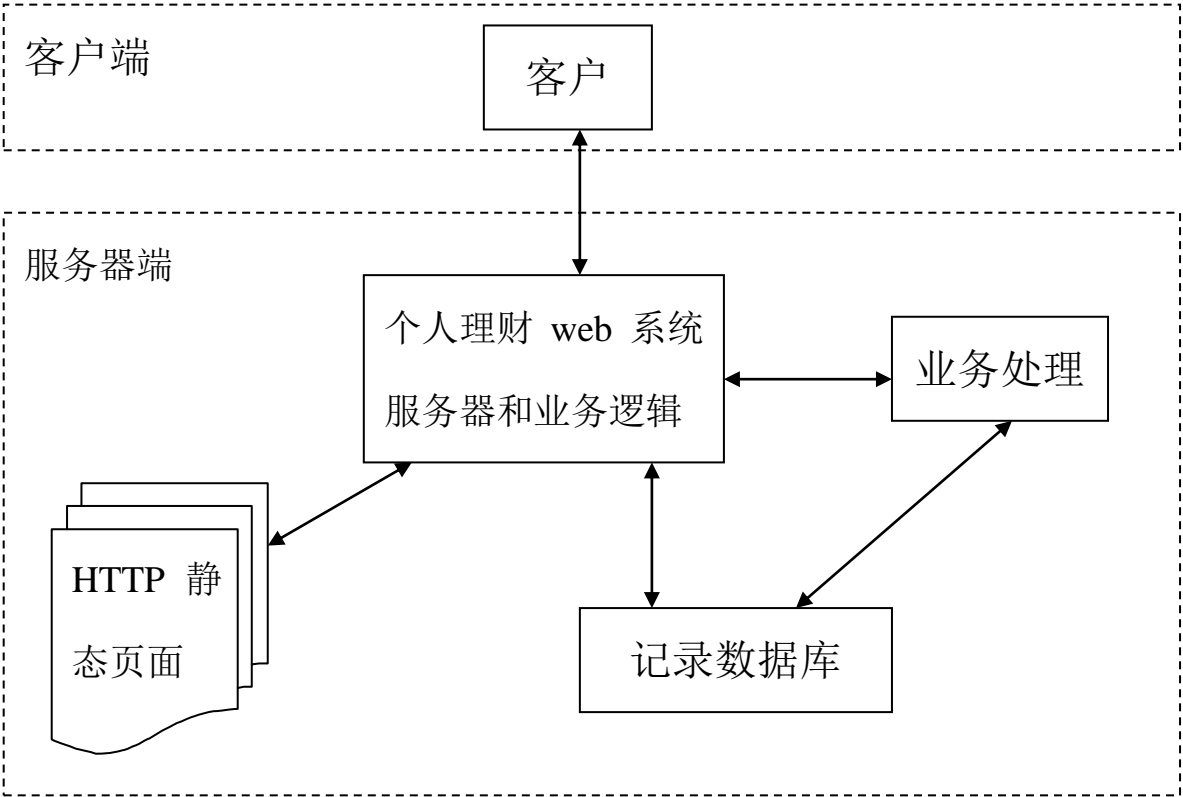 客户端
客户
服务器端
个人理财 web 系统
服务器和业务逻辑
业务处理
HTTP 静
态页面
记录数据库